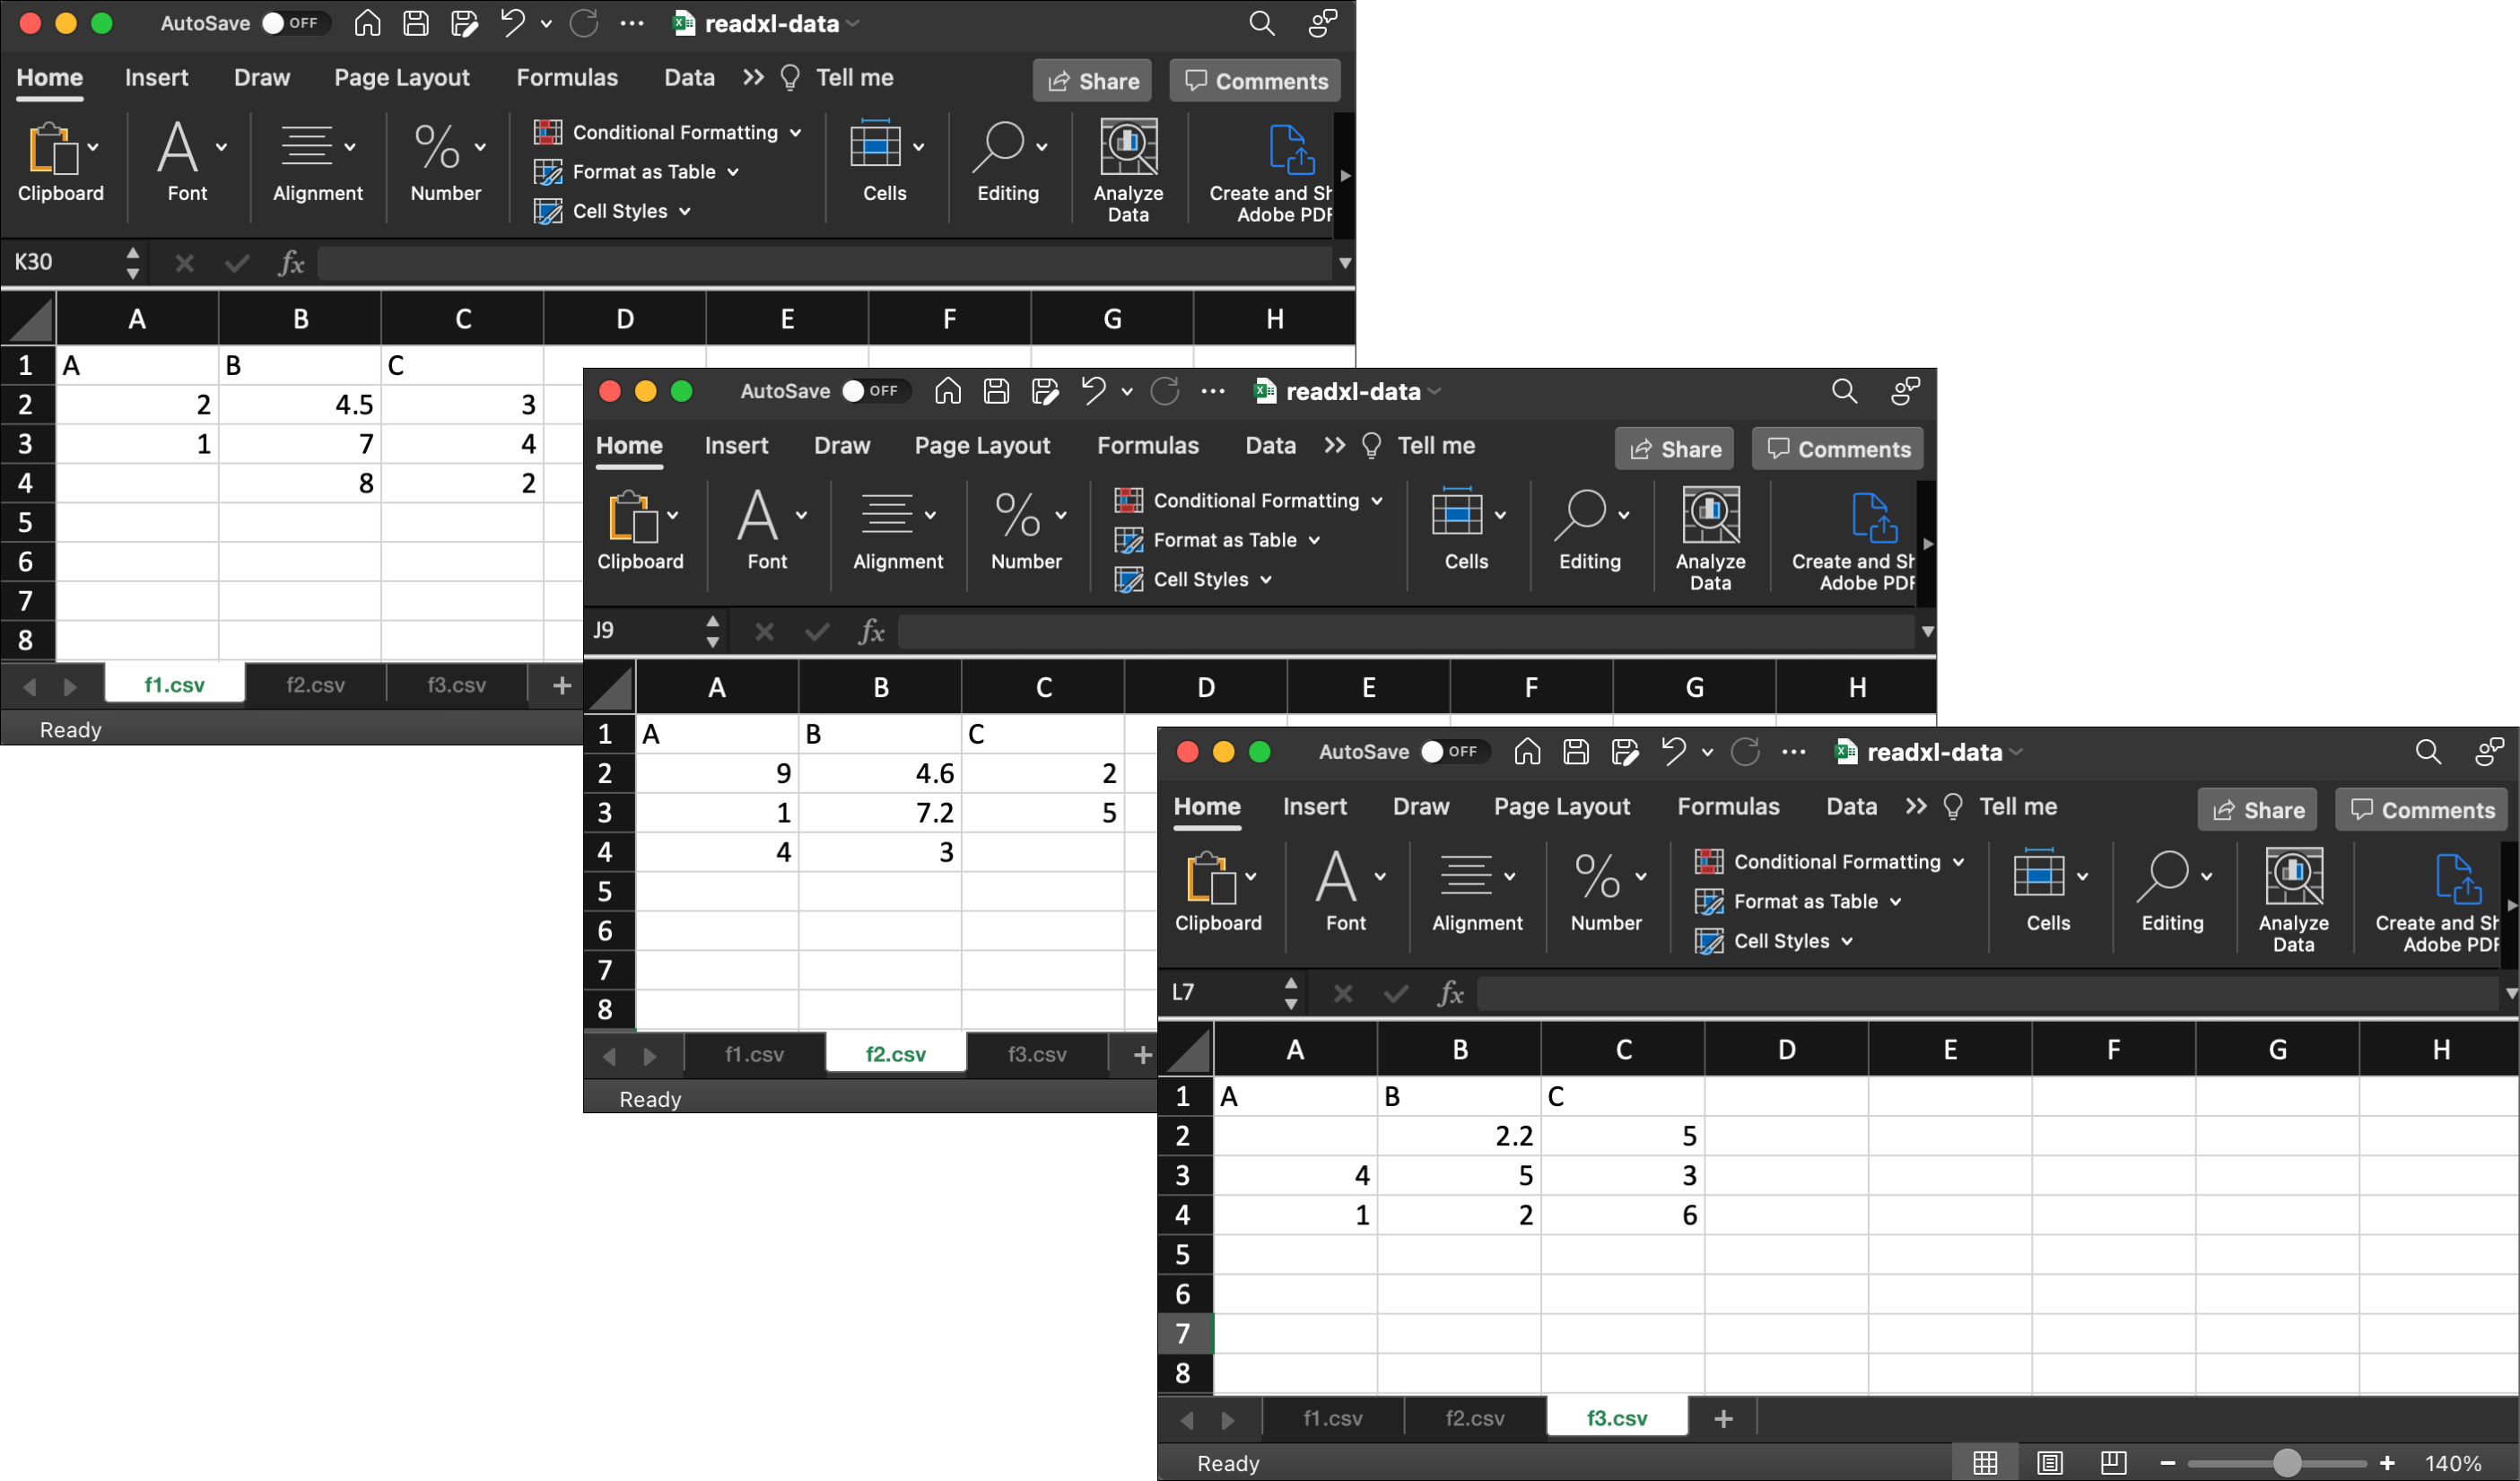 AutoSave OFF readxl-data
Home Insert Draw Page Layout Formulas Data Tell me Share Comments
Clipboard Font Alignment Number Conditional Formatting Format as Table Cell Styles Cells Editing Analyze Data Create and Sh Adobe PDF
K30 fx
A B C D E F G H
1 A B C
2 2 4.5 3
3 1 7 4
4 8 2
5
6
7
8
f1.csv f2.csv f3.csv +
Ready
AutoSave OFF readxl-data
Home Insert Draw Page Layout Formulas Data Tell me Share Comments
Clipboard Font Alignment Number Conditional Formatting Format as Table Cell Styles Cells Editing Analyze Data Create and Sh Adobe PDF
J9 fx
A B C D E F G H
1 A B C
2 9 4.6 2
3 1 7.2 5
4 4 3
5
6
7
8
f1.csv f2.csv f3.csv +
Ready
AutoSave OFF readxl-data
Home Insert Draw Page Layout Formulas Data Tell me Share Comments
Clipboard Font Alignment Number Conditional Formatting Format as Table Cell Styles Cells Editing Analyze Data Create and Sh Adobe PDF
L7 fx
A B C D E F G H
1 A B C
2 2.2 5
3 4 5 3
4 1 2 6
5
6
7
8
f1.csv f2.csv f3.csv +
Ready 140%